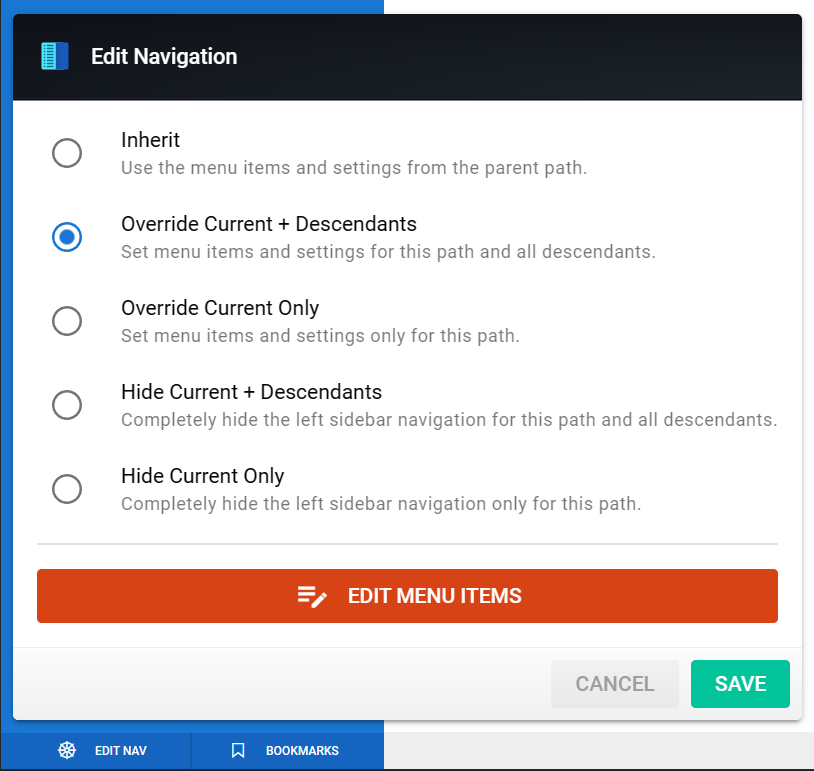 Edit Navigation
Inherit
Use the menu items and settings from the parent path.
Override Current + Descendants
Set menu items and settings for this path and all descendants.
Override Current Only
Set menu items and settings only for this path.
Hide Current + Descendants
Completely hide the left sidebar navigation for this path and all descendants.
Hide Current Only
Completely hide the left sidebar navigation only for this path.
EDIT MENU ITEMS
CANCEL SAVE
EDIT NAV BOOKMARKS